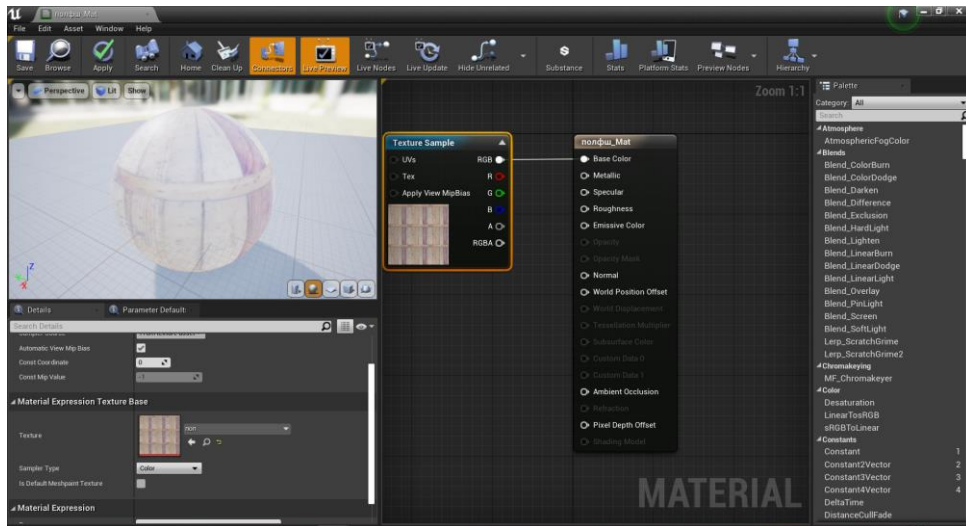 полфш_Mat
File Edit Asset Window Help
Save Browse Apply Search Home Clean Up Connectors Live Preview Live Nodes Live Update Hide Unrelated Substance Stats Platform Stats Preview Nodes Hierarchy
Perspective Lit Show
Zoom 1:1
Texture Sample
UVs RGB
Tex R
Apply View MipBias G
B
A
RGBA
полфш_Mat
Base Color
Metallic
Specular
Roughness
Emissive Color
Opacity
Opacity Mask
Normal
World Position Offset
World Displacement
Tessellation Multiplier
Subsurface Color
Custom Data 0
Custom Data 1
Ambient Occlusion
Refraction
Pixel Depth Offset
Shading Model
MATERIAL
Z
X
Details Parameter Default:
Search Details
Automatic View Mip Bias
Const Coordinate 0
Const Mip Value -1
Material Expression Texture Base
Texture пол
Sampler Type Color
Is Default Meshpaint Texture
Material Expression
Palette
Category: All
Search
Atmosphere
AtmosphericFogColor
Blends
Blend_ColorBurn
Blend_ColorDodge
Blend_Darken
Blend_Difference
Blend_Exclusion
Blend_HardLight
Blend_Lighten
Blend_LinearBurn
Blend_LinearDodge
Blend_LinearLight
Blend_Overlay
Blend_PinLight
Blend_Screen
Blend_SoftLight
Lerp_ScratchGrime
Lerp_ScratchGrime2
Chromakeying
MF_Chromakeyer
Color
Desaturation
LinearTosRGB
sRGBToLinear
Constants
Constant 1
Constant2Vector 2
Constant3Vector 3
Constant4Vector 4
DeltaTime
DistanceCullFade